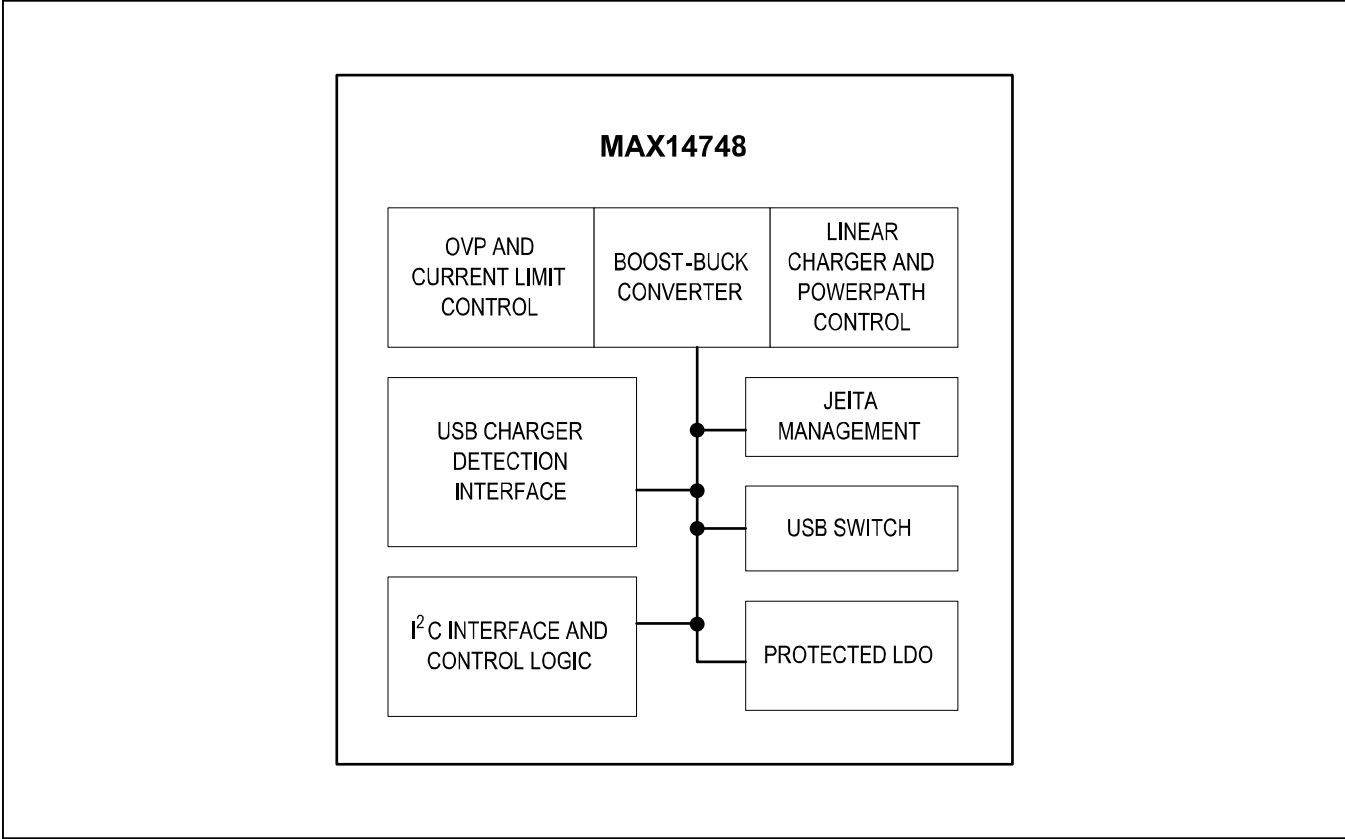 MAX14748
OVP AND
CURRENT LIMIT
CONTROL
BOOST-BUCK
CONVERTER
LINEAR
CHARGER AND
POWERPATH
CONTROL
USB CHARGER
DETECTION
INTERFACE
JEITA
MANAGEMENT
USB SWITCH
I²C INTERFACE AND
CONTROL LOGIC
PROTECTED LDO